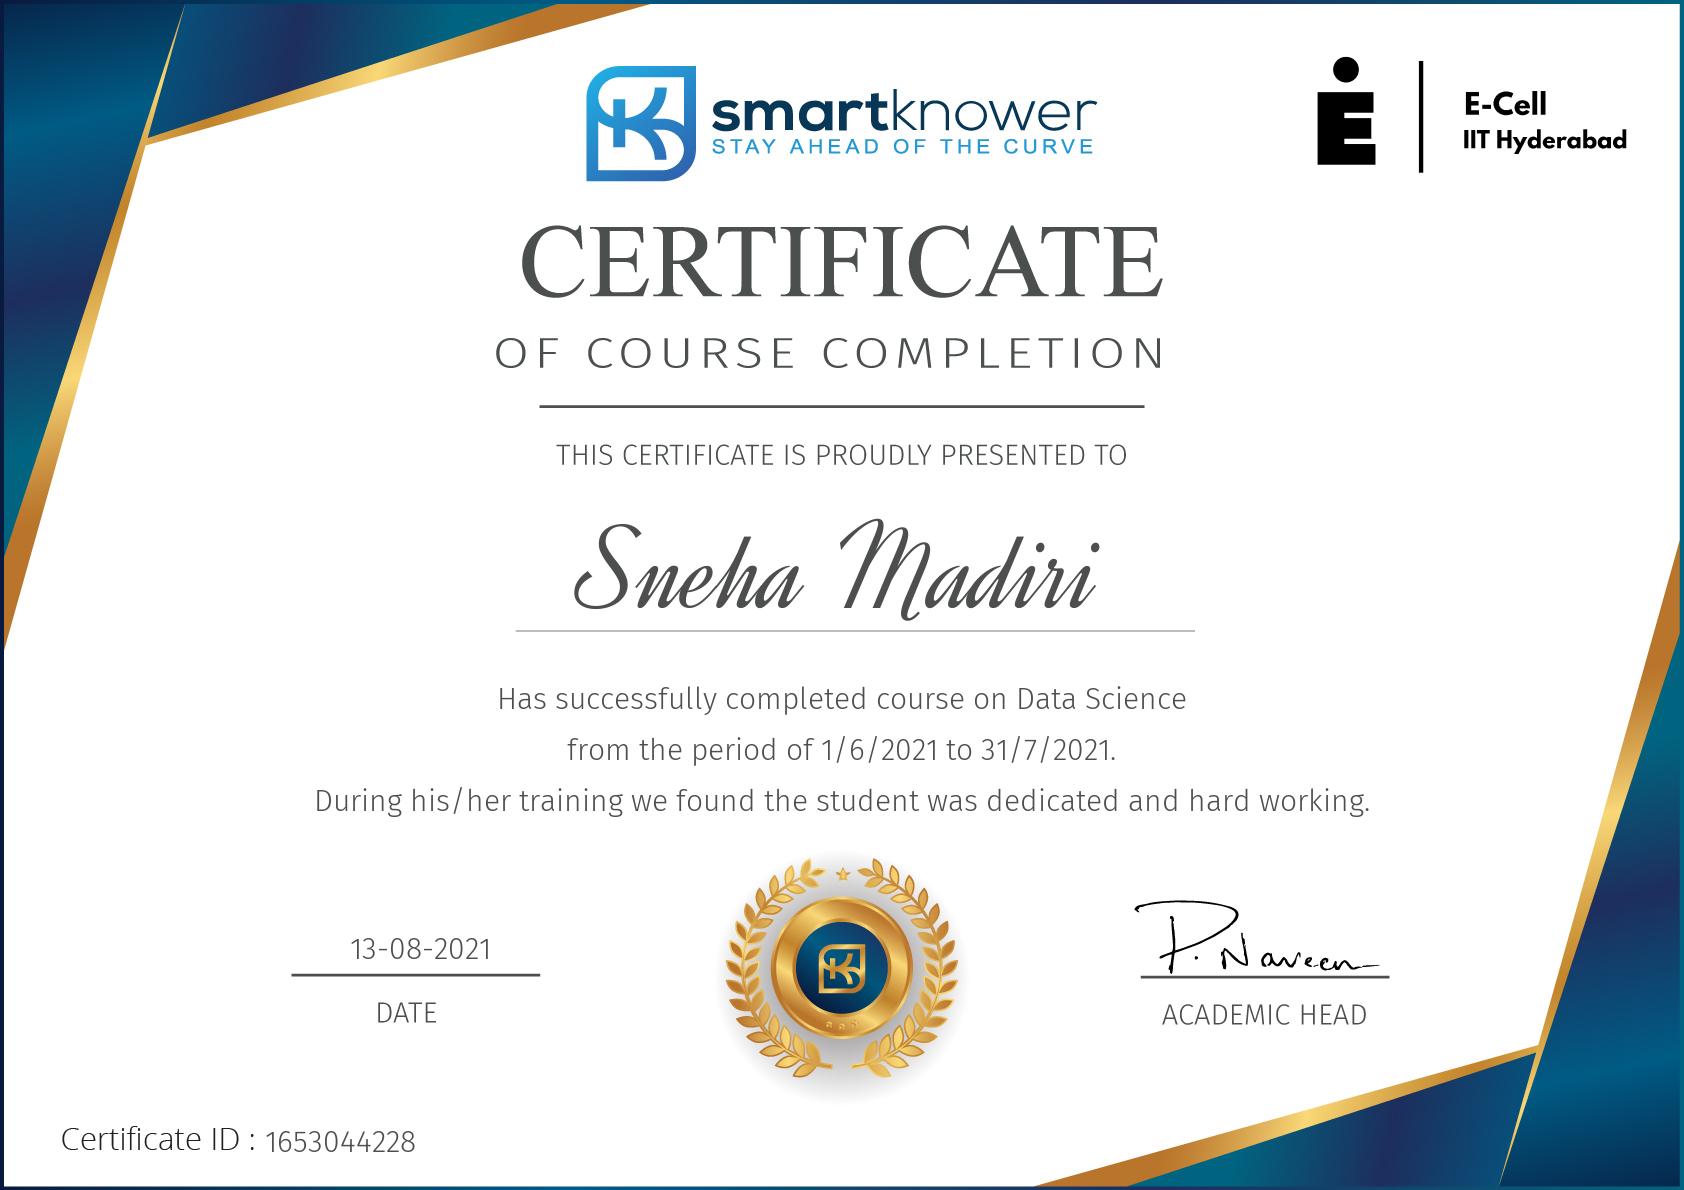 smartknower
STAY AHEAD OF THE CURVE
E-Cell
IIT Hyderabad
CERTIFICATE
OF COURSE COMPLETION
THIS CERTIFICATE IS PROUDLY PRESENTED TO
Sneha Madiri
Has successfully completed course on Data Science
from the period of 1/6/2021 to 31/7/2021.
During his/her training we found the student was dedicated and hard working.
13-08-2021
DATE
P. Naveen
ACADEMIC HEAD
Certificate ID : 1653044228